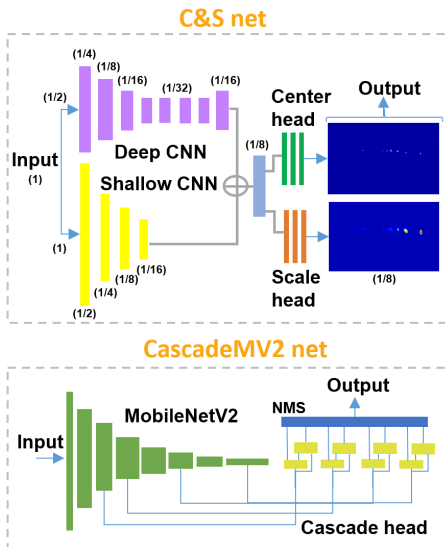 C&S net
(1/4)
(1/8)
(1/16)
(1/32)
(1/16)
(1/2)
Input
(1)
Deep CNN
Shallow CNN
(1)
(1/2)
(1/4)
(1/8)
(1/16)
(1/8)
Center
head
Output
Scale
head
(1/8)
CascadeMV2 net
Input
MobileNetV2
Output
NMS
Cascade head